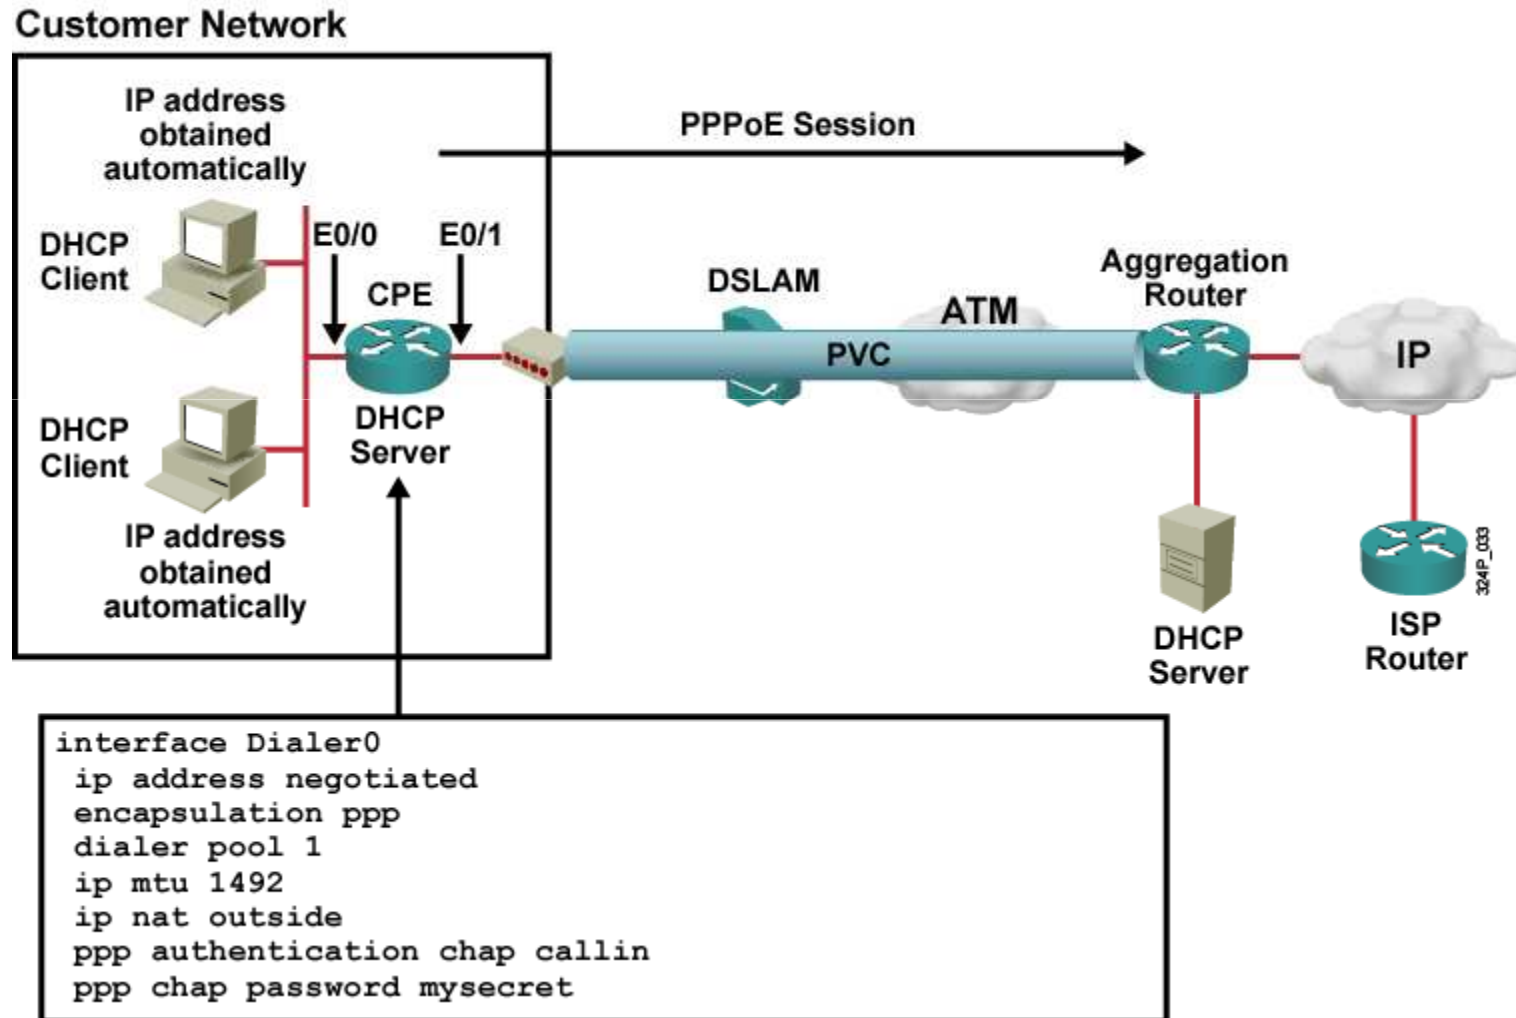 Customer Network
IP address
obtained
automatically
PPPoE Session
DHCP
Client
E0/0
E0/1
CPE
DSLAM
ATM
Aggregation
Router
PVC
IP
DHCP
Server
DHCP
Client
IP address
obtained
automatically
DHCP
Server
ISP
Router
324P_033
interface Dialer0
ip address negotiated
encapsulation ppp
dialer pool 1
ip mtu 1492
ip nat outside
ppp authentication chap callin
ppp chap password mysecret